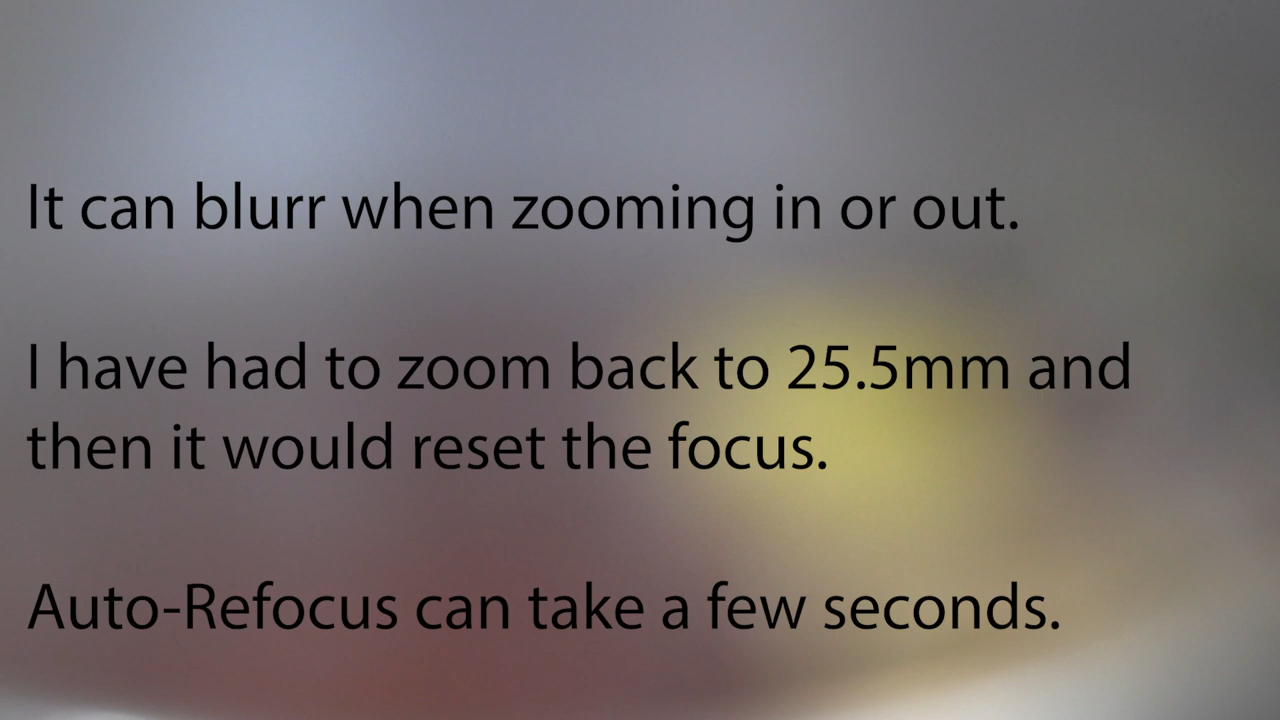 It can blurr when zooming in or out.
I have had to zoom back to 25.5mm and
then it would reset the focus.
Auto-Refocus can take a few seconds.